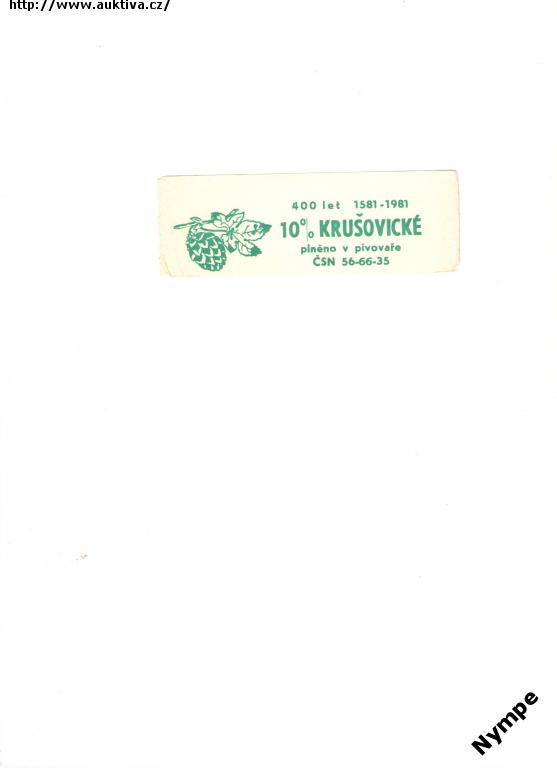 http://www.auktiva.cz/
400 let 1581-1981
10% KRUŠOVICKÉ
plněno v pivovaře
ČSN 56-66-35
Nympe